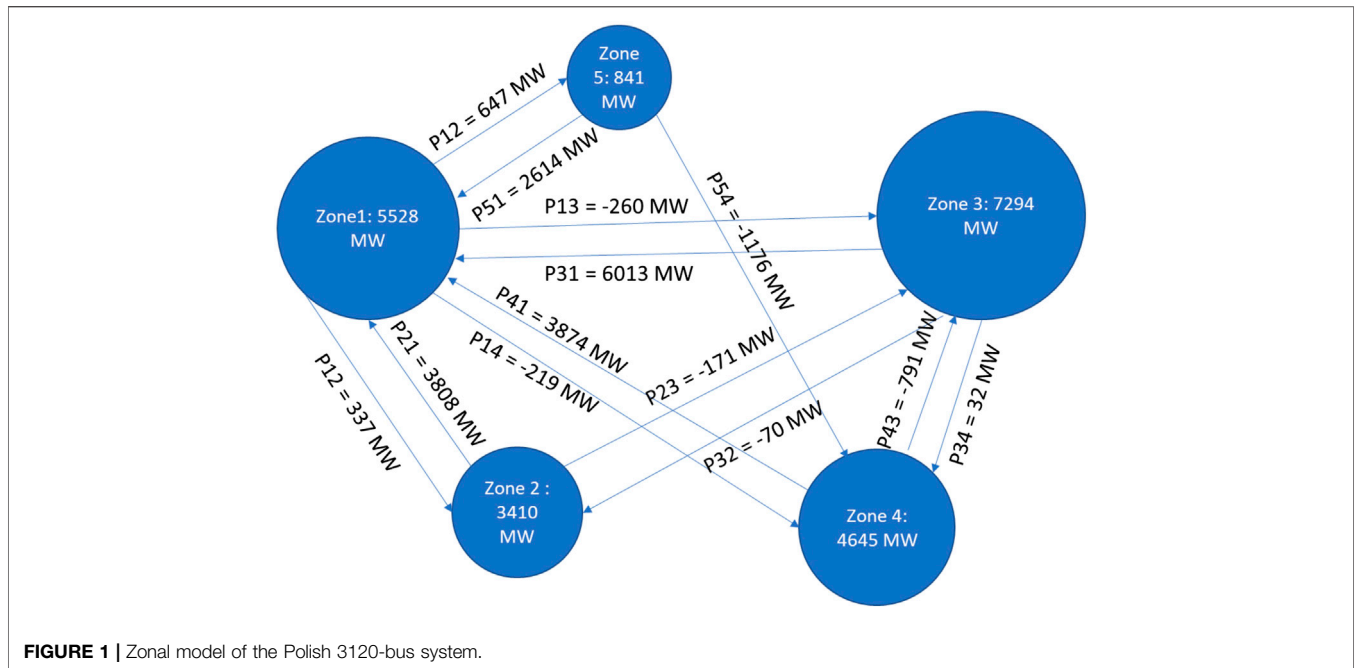 Zone
5: 841
MW
P12 = 647 MW
P51 = 2614 MW
Zone1: 5528
MW
P13 = -260 MW
P54 = -1176 MW
Zone 3: 7294
MW
P31 = 6013 MW
P41 = 3874 MW
P14 = -219 MW
P21 = 3808 MW
P12 = 337 MW
P23 = -171 MW
P32 = -70 MW
P43 = -791 MW
P34 = 32 MW
Zone 2 :
3410
MW
Zone 4:
4645 MW
FIGURE 1 | Zonal model of the Polish 3120-bus system.